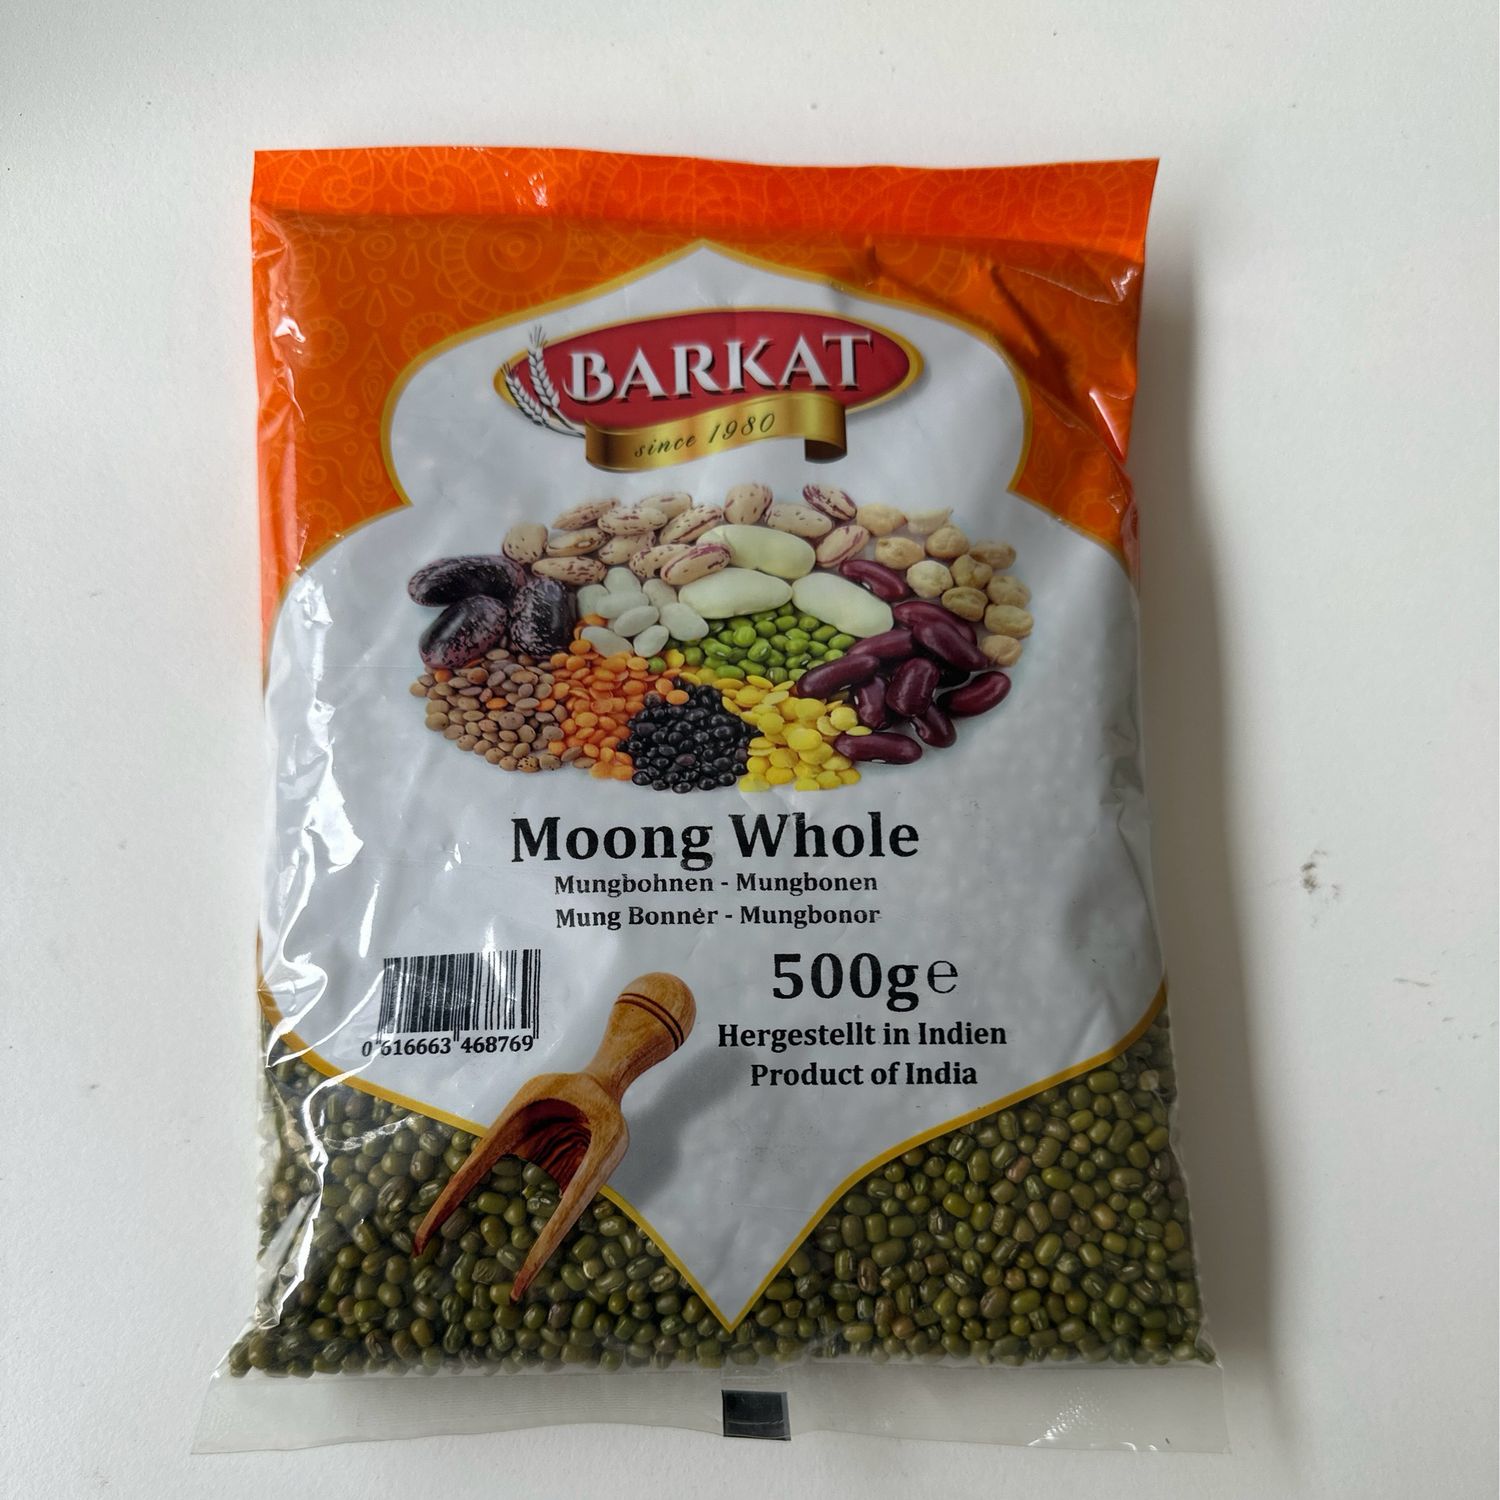 BARKAT
since 1980
Moong Whole
Mungbohnen - Mungbonen
Mung Bonner - Mungbonor
500g℮
Hergestellt in Indien
Product of India
0 616663 468769